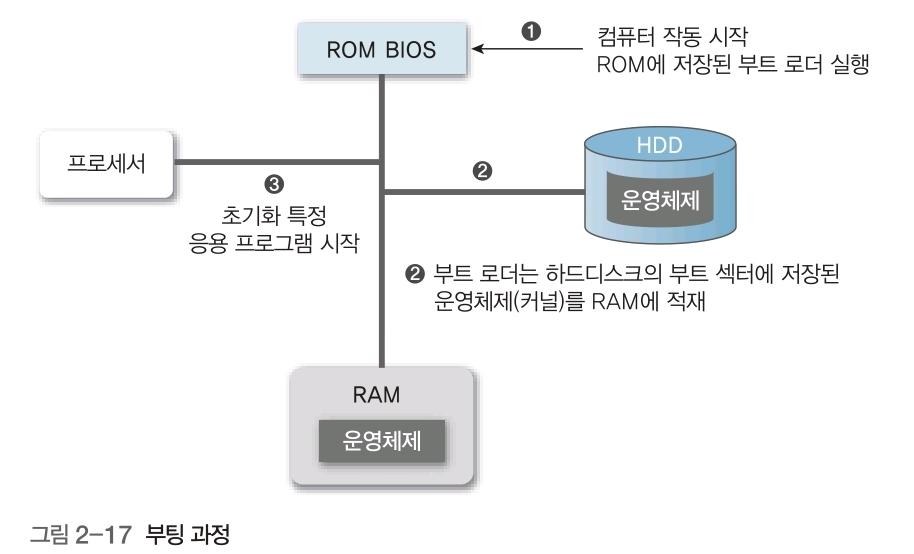 ROM BIOS
❶
컴퓨터 작동 시작
ROM에 저장된 부트 로더 실행
프로세서
❸
초기화 특정
응용 프로그램 시작
❷
HDD
운영체제
❷ 부트 로더는 하드디스크의 부트 섹터에 저장된
운영체제(커널)를 RAM에 적재
RAM
운영체제
그림 2-17 부팅 과정